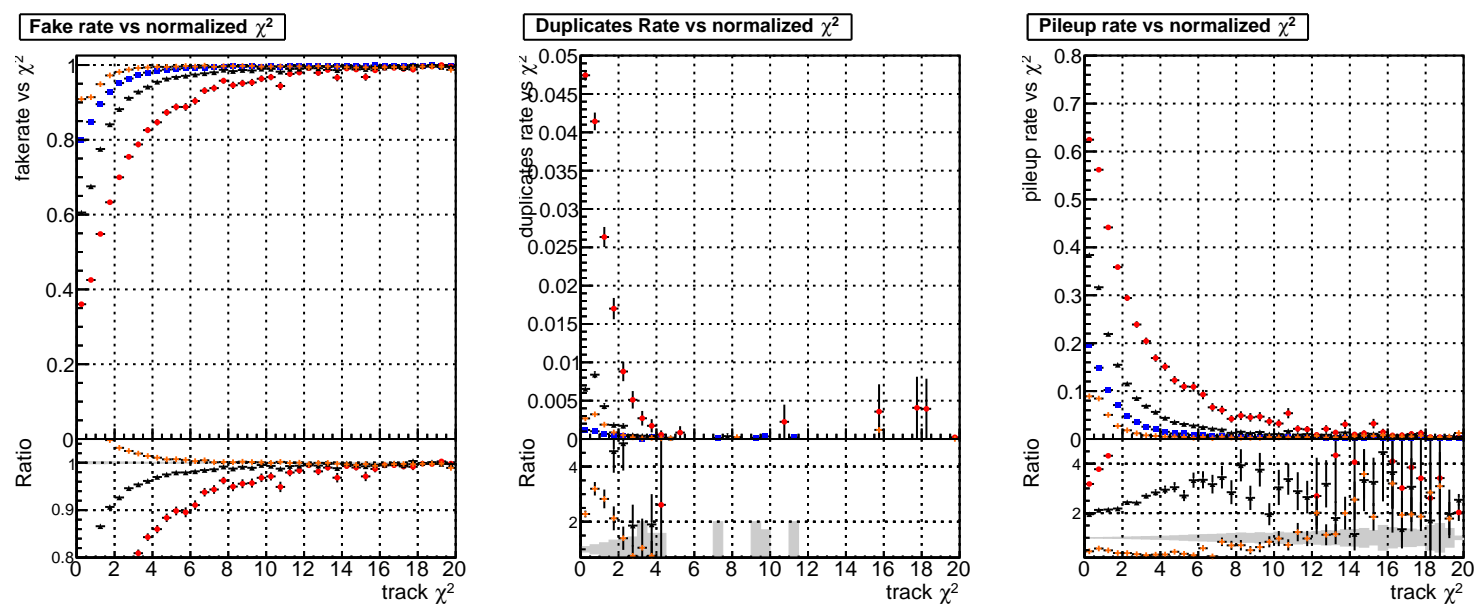 Fake rate vs normalized χ²
fakerate vs χ²
1
0.8
0.6
0.4
0.2
0
Ratio
1
0.9
0.8
0 2 4 6 8 10 12 14 16 18 20
track χ²
Duplicates Rate vs normalized χ²
duplicates rate vs χ²
0.05
0.045
0.04
0.035
0.03
0.025
0.02
0.015
0.01
0.005
0
Ratio
4
2
0 2 4 6 8 10 12 14 16 18 20
track χ²
Pileup rate vs normalized χ²
pileup rate vs χ²
0.8
0.7
0.6
0.5
0.4
0.3
0.2
0.1
0
Ratio
4
2
0 2 4 6 8 10 12 14 16 18 20
track χ²